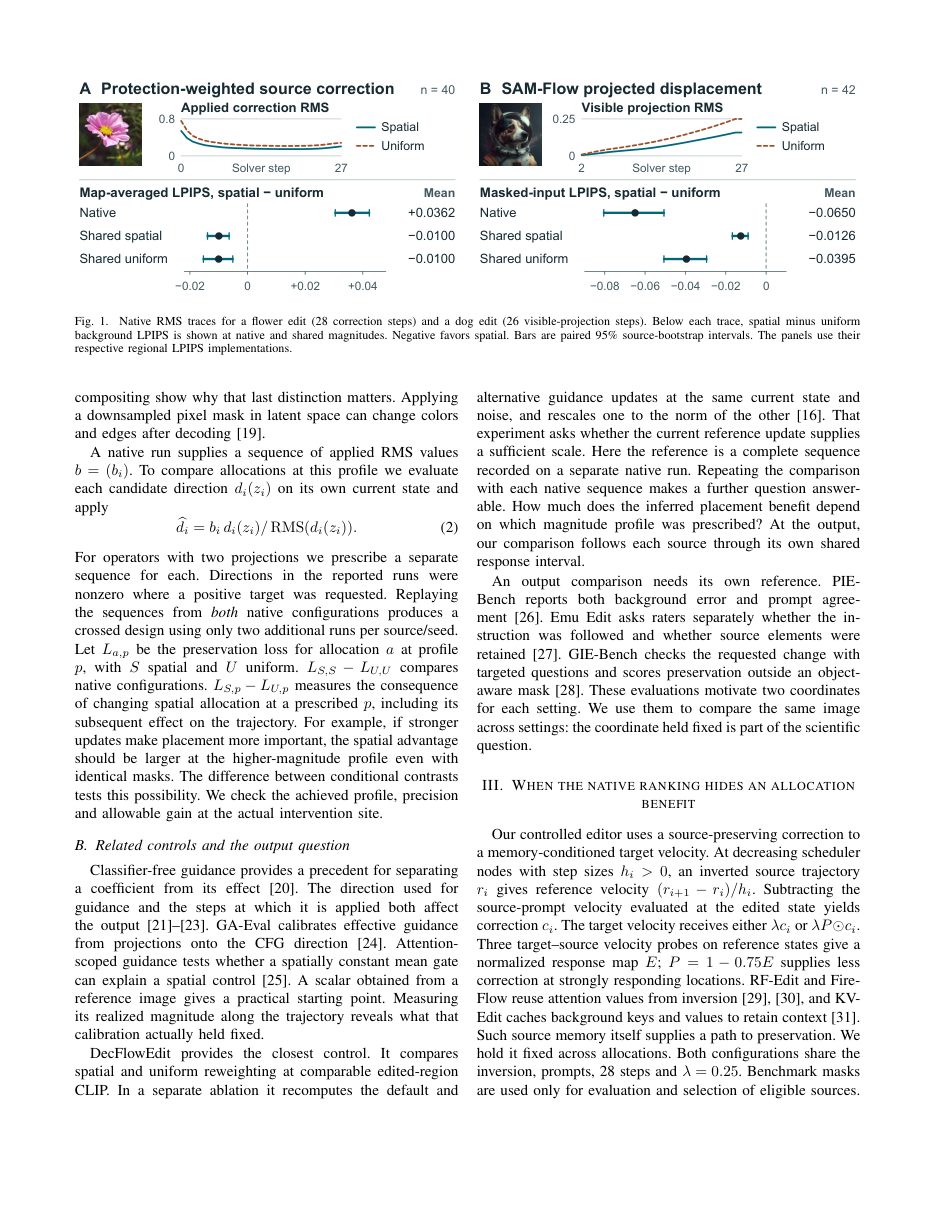 A Protection-weighted source correction n = 40
Applied correction RMS
0.8
0
Spatial
Uniform
0 Solver step 27
Map-averaged LPIPS, spatial − uniform Mean
Native +0.0362
Shared spatial −0.0100
Shared uniform −0.0100
−0.02 0 +0.02 +0.04
B SAM-Flow projected displacement n = 42
Visible projection RMS
0.25
0
Spatial
Uniform
2 Solver step 27
Masked-input LPIPS, spatial − uniform Mean
Native −0.0650
Shared spatial −0.0126
Shared uniform −0.0395
−0.08 −0.06 −0.04 −0.02 0
Fig. 1. Native RMS traces for a flower edit (28 correction steps) and a dog edit (26 visible-projection steps). Below each trace, spatial minus uniform
background LPIPS is shown at native and shared magnitudes. Negative favors spatial. Bars are paired 95% source-bootstrap intervals. The panels use their
respective regional LPIPS implementations.
compositing show why that last distinction matters. Applying
a downsampled pixel mask in latent space can change colors
and edges after decoding [19].
A native run supplies a sequence of applied RMS values
b = (b_i). To compare allocations at this profile we evaluate
each candidate direction d_i(z_i) on its own current state and
apply
d̂_i = b_i d_i(z_i)/ RMS(d_i(z_i)). (2)
For operators with two projections we prescribe a separate
sequence for each. Directions in the reported runs were
nonzero where a positive target was requested. Replaying
the sequences from both native configurations produces a
crossed design using only two additional runs per source/seed.
Let L_{a,p} be the preservation loss for allocation a at profile
p, with S spatial and U uniform. L_{S,S} − L_{U,U} compares
native configurations. L_{S,p} − L_{U,p} measures the consequence
of changing spatial allocation at a prescribed p, including its
subsequent effect on the trajectory. For example, if stronger
updates make placement more important, the spatial advantage
should be larger at the higher-magnitude profile even with
identical masks. The difference between conditional contrasts
tests this possibility. We check the achieved profile, precision
and allowable gain at the actual intervention site.
B. Related controls and the output question
Classifier-free guidance provides a precedent for separating
a coefficient from its effect [20]. The direction used for
guidance and the steps at which it is applied both affect
the output [21]–[23]. GA-Eval calibrates effective guidance
from projections onto the CFG direction [24]. Attention-
scoped guidance tests whether a spatially constant mean gate
can explain a spatial control [25]. A scalar obtained from a
reference image gives a practical starting point. Measuring
its realized magnitude along the trajectory reveals what that
calibration actually held fixed.
DecFlowEdit provides the closest control. It compares
spatial and uniform reweighting at comparable edited-region
CLIP. In a separate ablation it recomputes the default and
alternative guidance updates at the same current state and
noise, and rescales one to the norm of the other [16]. That
experiment asks whether the current reference update supplies
a sufficient scale. Here the reference is a complete sequence
recorded on a separate native run. Repeating the comparison
with each native sequence makes a further question answer-
able. How much does the inferred placement benefit depend
on which magnitude profile was prescribed? At the output,
our comparison follows each source through its own shared
response interval.
An output comparison needs its own reference. PIE-
Bench reports both background error and prompt agree-
ment [26]. Emu Edit asks raters separately whether the in-
struction was followed and whether source elements were
retained [27]. GIE-Bench checks the requested change with
targeted questions and scores preservation outside an object-
aware mask [28]. These evaluations motivate two coordinates
for each setting. We use them to compare the same image
across settings: the coordinate held fixed is part of the scientific
question.
III. WHEN THE NATIVE RANKING HIDES AN ALLOCATION
BENEFIT
Our controlled editor uses a source-preserving correction to
a memory-conditioned target velocity. At decreasing scheduler
nodes with step sizes h_i > 0, an inverted source trajectory
r_i gives reference velocity (r_{i+1} − r_i)/h_i. Subtracting the
source-prompt velocity evaluated at the edited state yields
correction c_i. The target velocity receives either λc_i or λP⊙c_i.
Three target–source velocity probes on reference states give a
normalized response map E; P = 1 − 0.75E supplies less
correction at strongly responding locations. RF-Edit and Fire-
Flow reuse attention values from inversion [29], [30], and KV-
Edit caches background keys and values to retain context [31].
Such source memory itself supplies a path to preservation. We
hold it fixed across allocations. Both configurations share the
inversion, prompts, 28 steps and λ = 0.25. Benchmark masks
are used only for evaluation and selection of eligible sources.